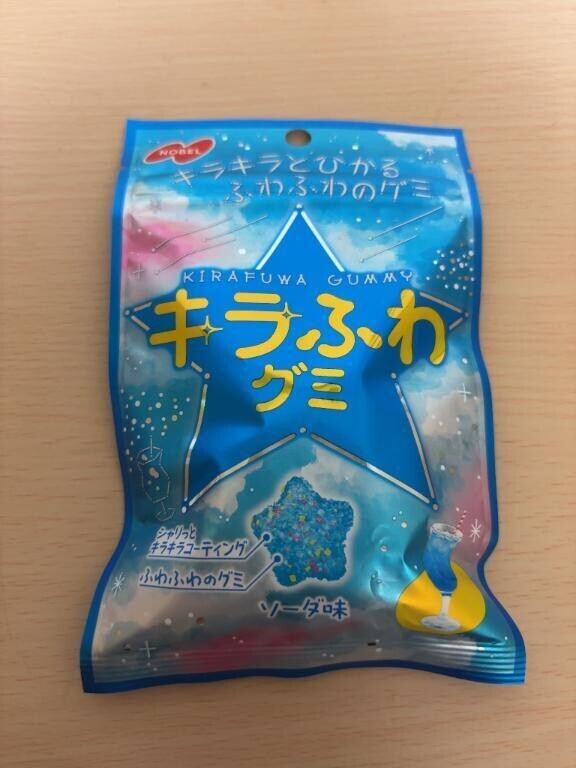 NOBEL
キラキラとひかる
ふわふわのグミ
KIRAFUWA GUMMY
キラふわ
グミ
シャリっと
キラキラコーティング
ふわふわのグミ
ソーダ味